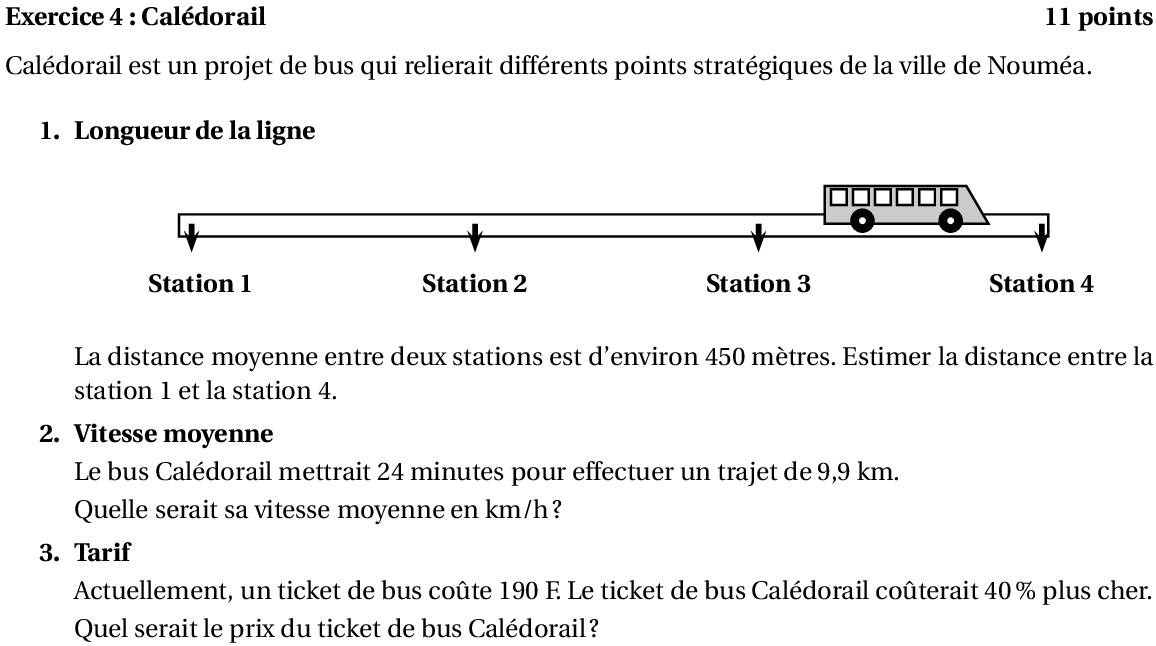 Exercice 4 : Calédorail 11 points
Calédorail est un projet de bus qui relierait différents points stratégiques de la ville de Nouméa.
1. Longueur de la ligne
Station 1 Station 2 Station 3 Station 4
La distance moyenne entre deux stations est d’environ 450 mètres. Estimer la distance entre la
station 1 et la station 4.
2. Vitesse moyenne
Le bus Calédorail mettrait 24 minutes pour effectuer un trajet de 9,9 km.
Quelle serait sa vitesse moyenne en km/h ?
3. Tarif
Actuellement, un ticket de bus coûte 190 F. Le ticket de bus Calédorail coûterait 40 % plus cher.
Quel serait le prix du ticket de bus Calédorail ?